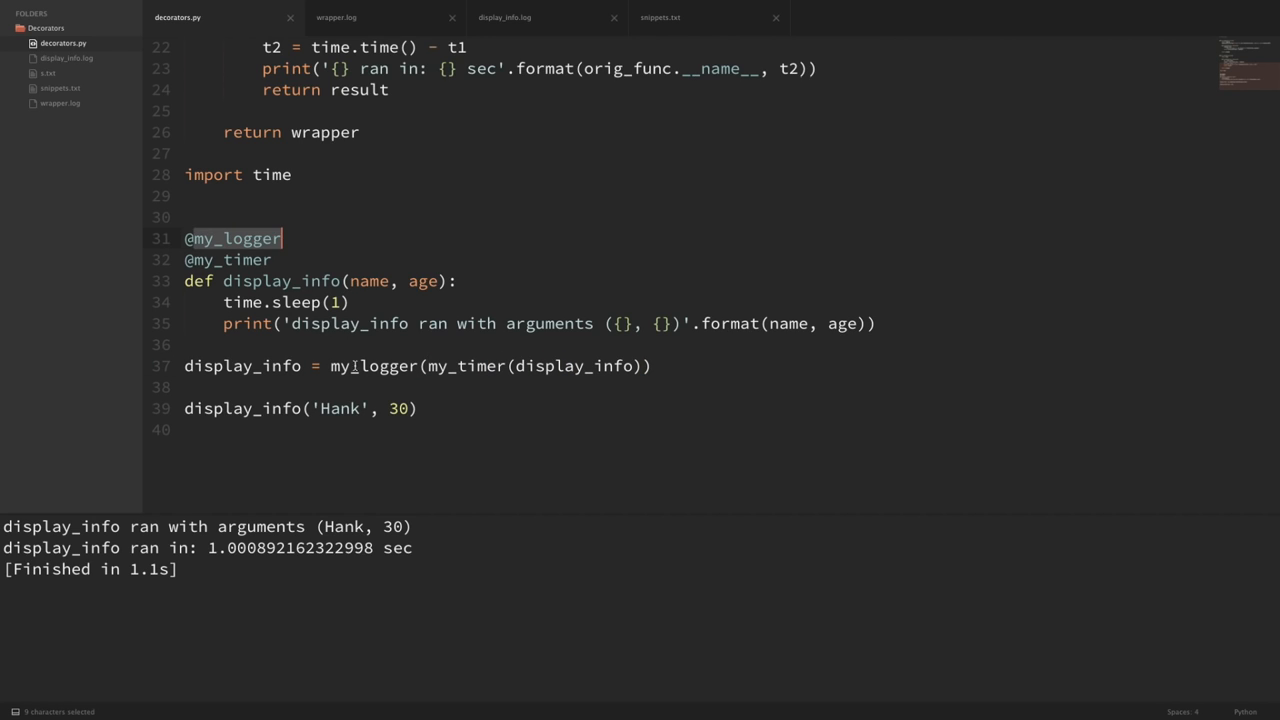 FOLDERS
Decorators
decorators.py
display_info.log
s.txt
snippets.txt
wrapper.log
decorators.py
wrapper.log
display_info.log
snippets.txt
22 t2 = time.time() - t1
23 print('{} ran in: {} sec'.format(orig_func.__name__, t2))
24 return result
25
26 return wrapper
27
28 import time
29
30
31 @my_logger
32 @my_timer
33 def display_info(name, age):
34 time.sleep(1)
35 print('display_info ran with arguments ({}, {})'.format(name, age))
36
37 display_info = my_logger(my_timer(display_info))
38
39 display_info('Hank', 30)
40
display_info ran with arguments (Hank, 30)
display_info ran in: 1.000892162322998 sec
[Finished in 1.1s]
9 characters selected
Spaces: 4
Python